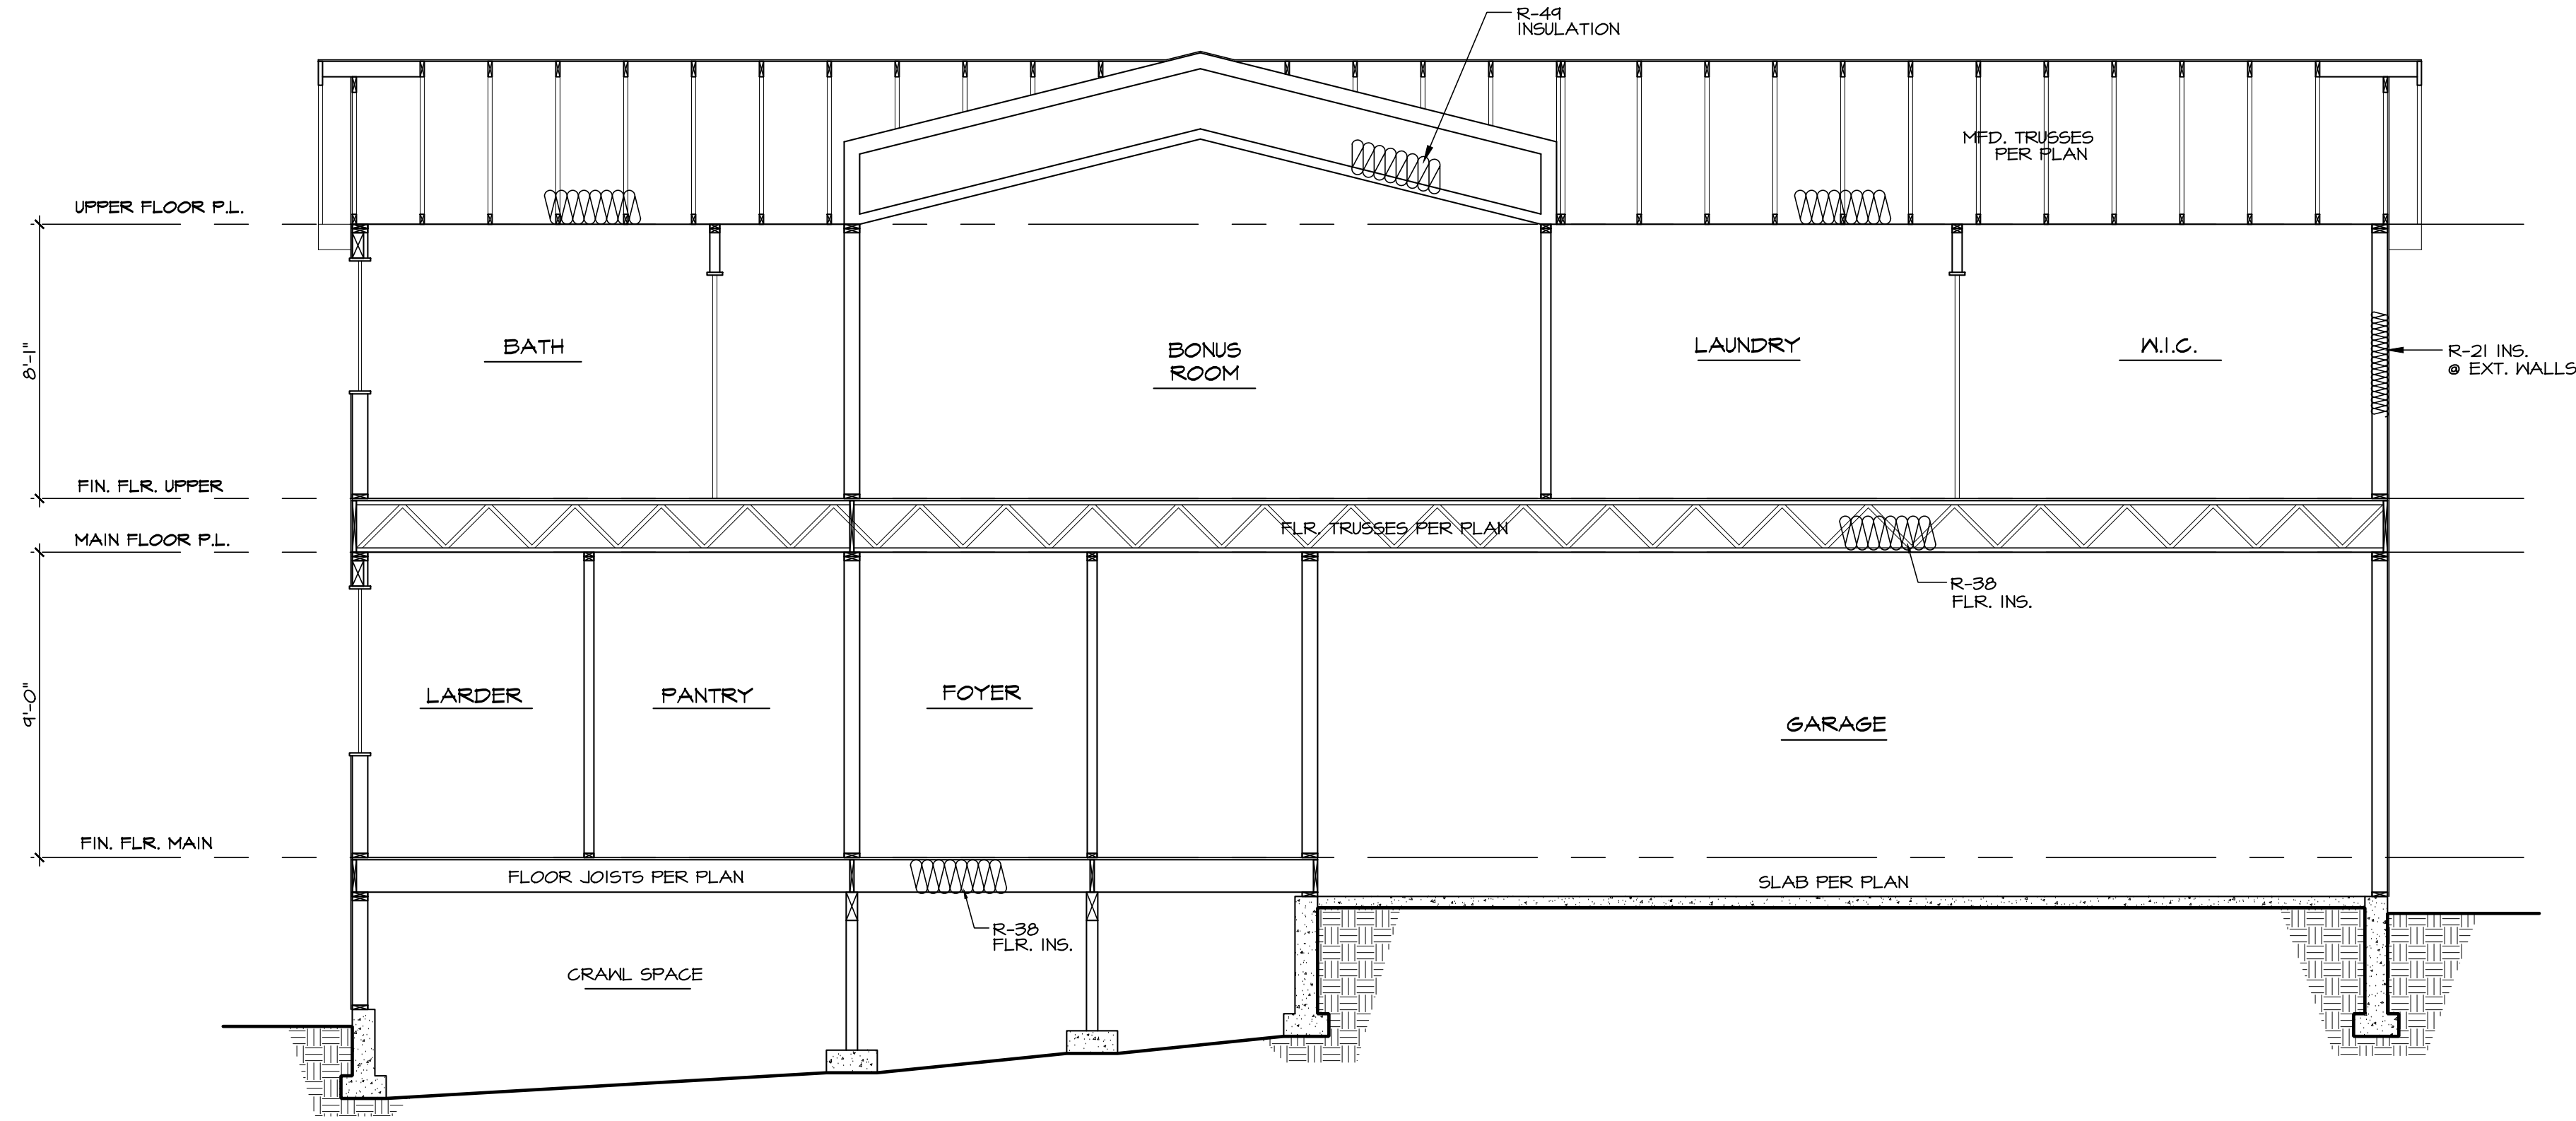 R-49
INSULATION
MFD. TRUSSES
PER PLAN
UPPER FLOOR P.L.
8'-1"
BATH
BONUS
ROOM
LAUNDRY
W.I.C.
R-21 INS.
@ EXT. WALLS
FIN. FLR. UPPER
FLR. TRUSSES PER PLAN
MAIN FLOOR P.L.
R-38
FLR. INS.
9'-0"
LARDER
PANTRY
FOYER
GARAGE
FIN. FLR. MAIN
FLOOR JOISTS PER PLAN
SLAB PER PLAN
R-38
FLR. INS.
CRAWL SPACE